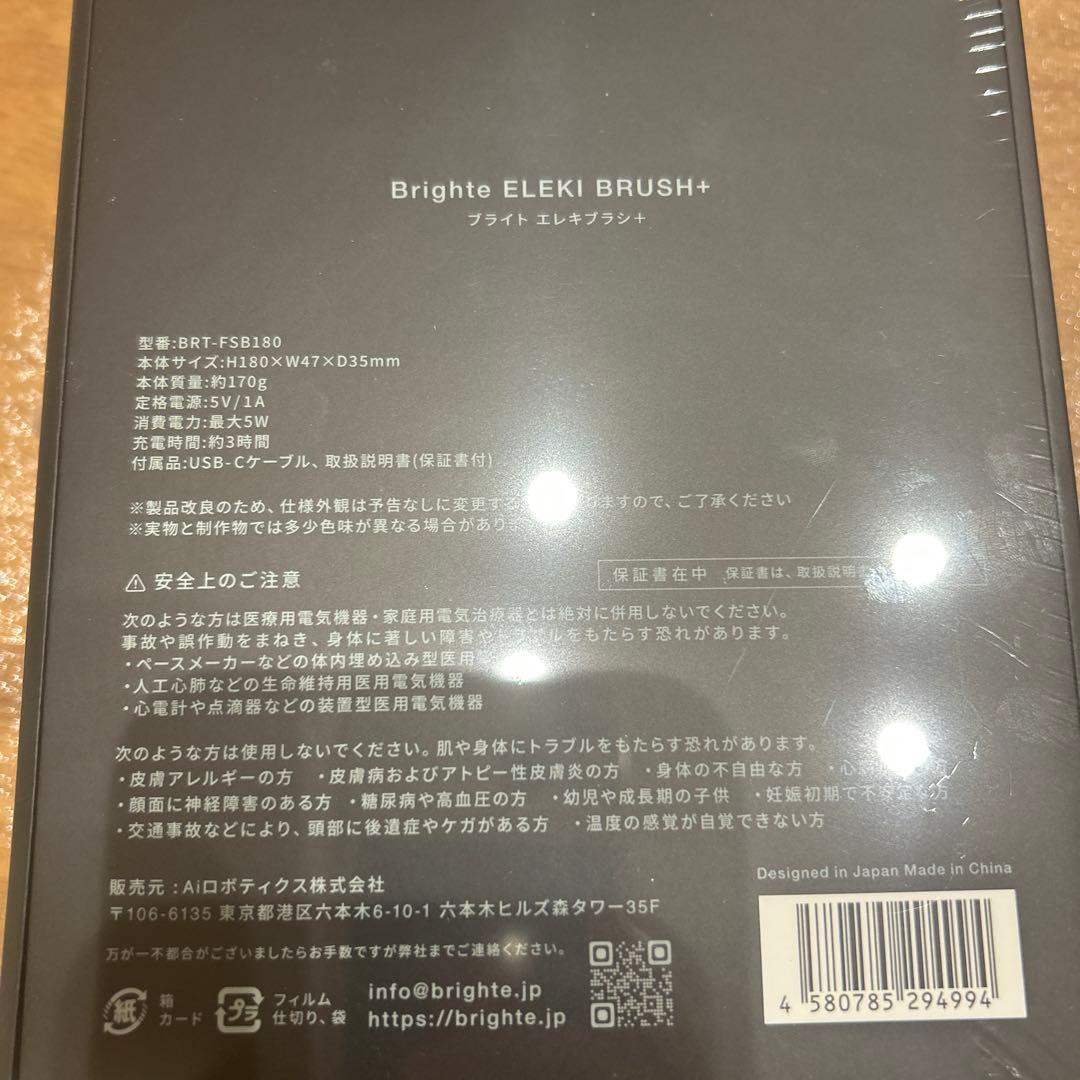 Brighte ELEKI BRUSH+
ブライト エレキブラシ+
型番:BRT-FSB180
本体サイズ:H180×W47×D35mm
本体質量:約170g
定格電源:5V/1A
消費電力:最大5W
充電時間:約3時間
付属品:USB-Cケーブル、取扱説明書(保証書付)
※製品改良のため、仕様外観は予告なしに変更す ますので、ご了承ください
※実物と制作物では多少色味が異なる場合があり
⚠ 安全上のご注意
保証書在中 保証書は、取扱説明
次のような方は医療用電気機器・家庭用電気治療器とは絶対に併用しないでください。
事故や誤作動をまねき、身体に著しい障害やトラブルをもたらす恐れがあります。
・ペースメーカーなどの体内埋め込み型医用
・人工心肺などの生命維持用医用電気機器
・心電計や点滴器などの装置型医用電気機器
次のような方は使用しないでください。肌や身体にトラブルをもたらす恐れがあります。
・皮膚アレルギーの方 ・皮膚病およびアトピー性皮膚炎の方 ・身体の不自由な方 ・心 方
・顔面に神経障害のある方 ・糖尿病や高血圧の方 ・幼児や成長期の子供 ・妊娠初期で不 方
・交通事故などにより、頭部に後遺症やケガがある方 ・温度の感覚が自覚できない方
Designed in Japan Made in China
販売元 : Aiロボティクス株式会社
〒106-6135 東京都港区六本木6-10-1 六本木ヒルズ森タワー35F
万が一不都合がございましたらお手数ですが弊社までご連絡ください。
紙 箱 カード
プラ フィルム 仕切り、袋
info@brighte.jp
https://brighte.jp
4 580785 294994